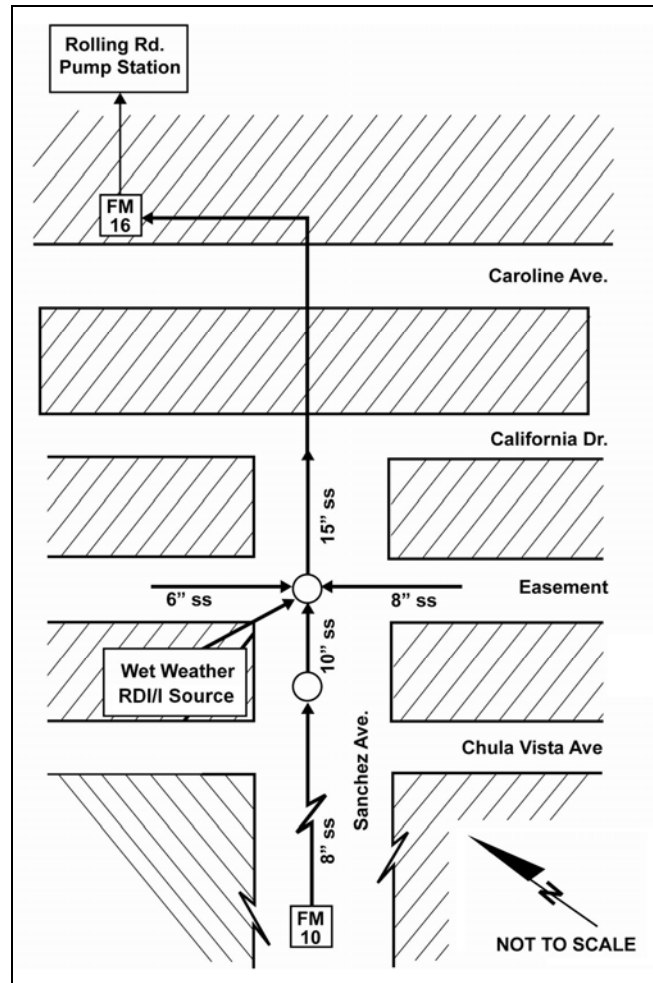 Rolling Rd.
Pump Station
FM
16
Caroline Ave.
California Dr.
15” ss
Easement
6” ss
8” ss
10” ss
Wet Weather
RDI/I Source
Sanchez Ave.
Chula Vista Ave
8” ss
FM
10
N
NOT TO SCALE